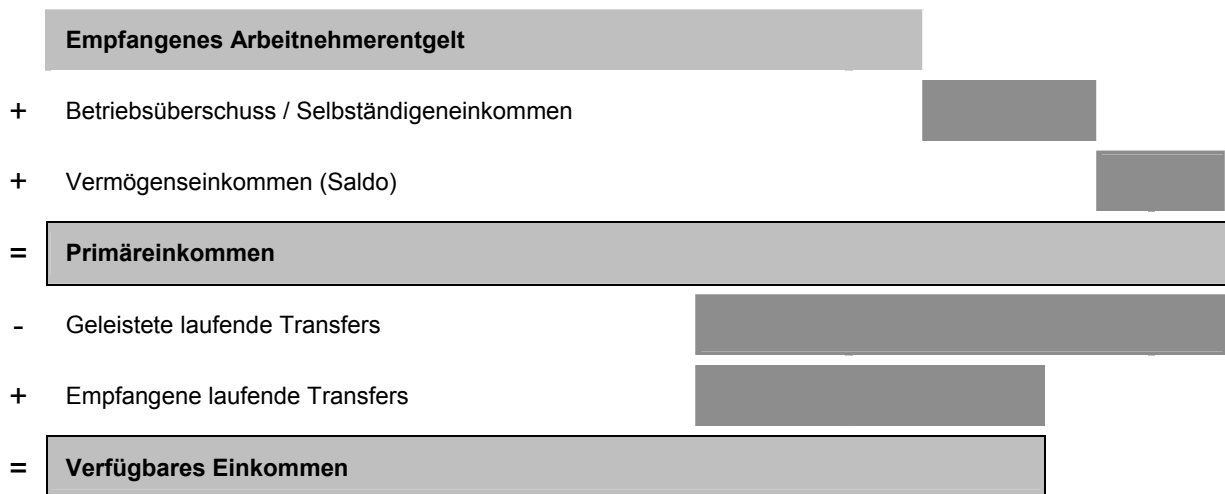 Empfangenes Arbeitnehmerentgelt
+ Betriebsüberschuss / Selbständigeneinkommen
+ Vermögenseinkommen (Saldo)
= Primäreinkommen
- Geleistete laufende Transfers
+ Empfangene laufende Transfers
= Verfügbares Einkommen